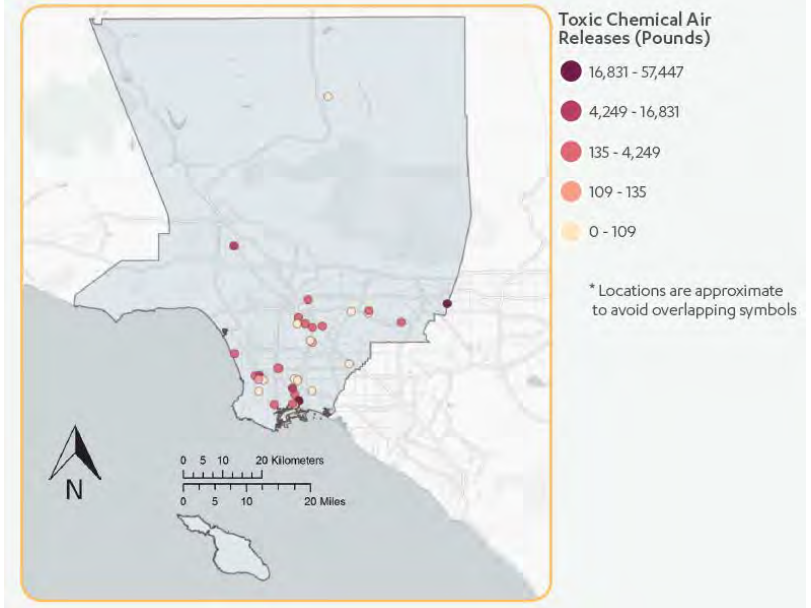 Toxic Chemical Air
Releases (Pounds)
16,831 - 57,447
4,249 - 16,831
135 - 4,249
109 - 135
0 - 109
* Locations are approximate
to avoid overlapping symbols
0 5 10 20 Kilometers
0 5 10 20 Miles
N